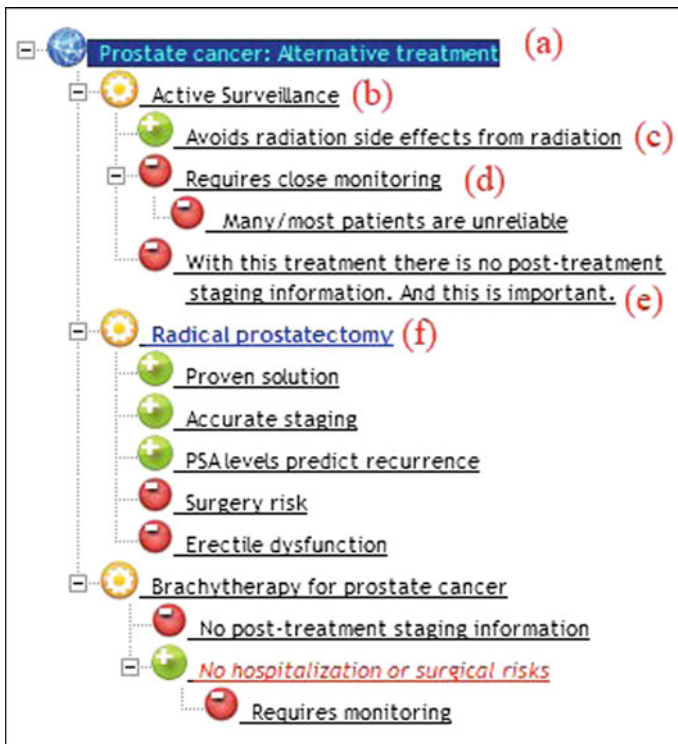 Prostate cancer: Alternative treatment (a)
Active Surveillance (b)
Avoids radiation side effects from radiation (c)
Requires close monitoring (d)
Many/most patients are unreliable
With this treatment there is no post-treatment
staging information. And this is important. (e)
Radical prostatectomy (f)
Proven solution
Accurate staging
PSA levels predict recurrence
Surgery risk
Erectile dysfunction
Brachytherapy for prostate cancer
No post-treatment staging information
No hospitalization or surgical risks
Requires monitoring